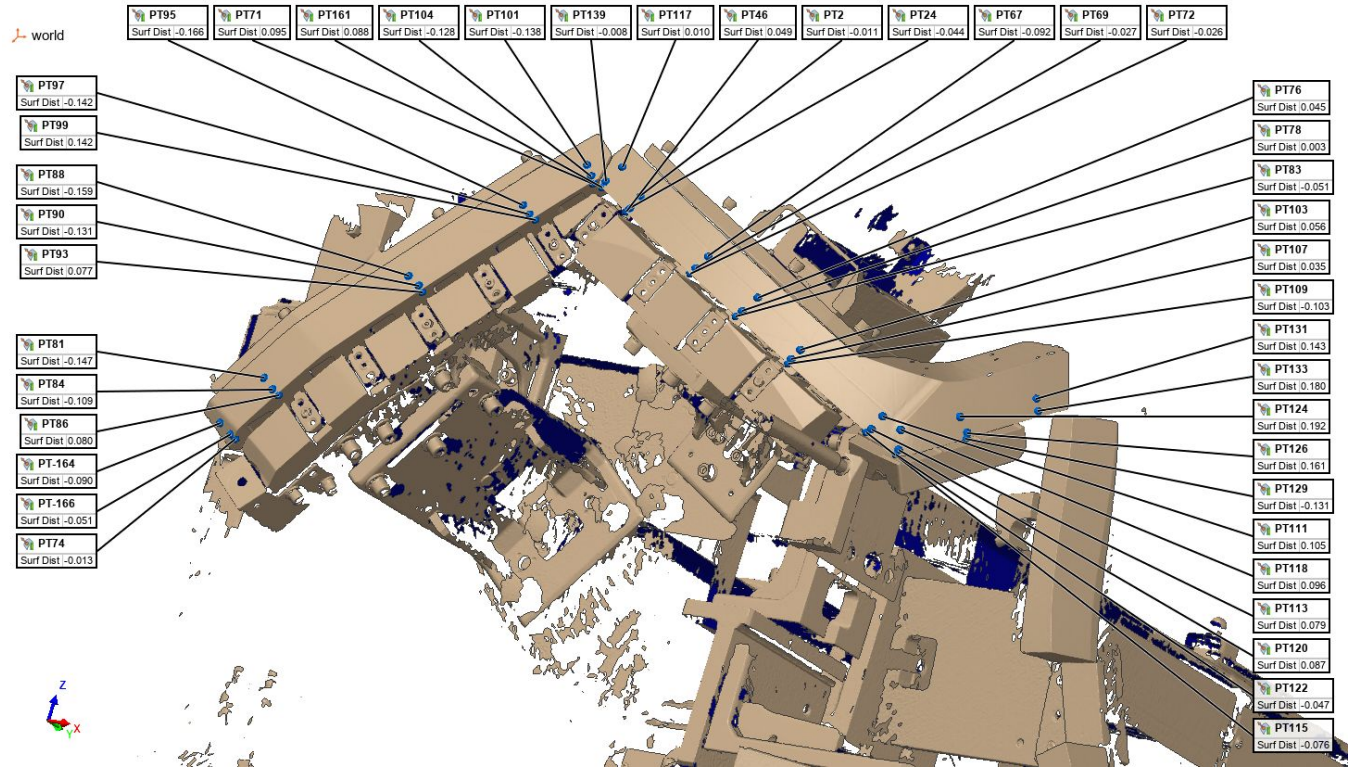 world
PT95
Surf Dist -0.166
PT71
Surf Dist 0.095
PT161
Surf Dist 0.088
PT104
Surf Dist -0.128
PT101
Surf Dist -0.138
PT139
Surf Dist -0.008
PT117
Surf Dist 0.010
PT46
Surf Dist 0.049
PT2
Surf Dist -0.011
PT24
Surf Dist -0.044
PT67
Surf Dist -0.092
PT69
Surf Dist -0.027
PT72
Surf Dist -0.026
PT97
Surf Dist -0.142
PT99
Surf Dist 0.142
PT88
Surf Dist -0.159
PT90
Surf Dist -0.131
PT93
Surf Dist 0.077
PT81
Surf Dist -0.147
PT84
Surf Dist -0.109
PT86
Surf Dist 0.080
PT-164
Surf Dist -0.090
PT-166
Surf Dist -0.051
PT74
Surf Dist -0.013
PT76
Surf Dist 0.045
PT78
Surf Dist 0.003
PT83
Surf Dist -0.051
PT103
Surf Dist 0.056
PT107
Surf Dist 0.035
PT109
Surf Dist -0.103
PT131
Surf Dist 0.143
PT133
Surf Dist 0.180
PT124
Surf Dist 0.192
PT126
Surf Dist 0.161
PT129
Surf Dist -0.131
PT111
Surf Dist 0.105
PT118
Surf Dist 0.096
PT113
Surf Dist 0.079
PT120
Surf Dist 0.087
PT122
Surf Dist -0.047
PT115
Surf Dist -0.076
Z
X
Y